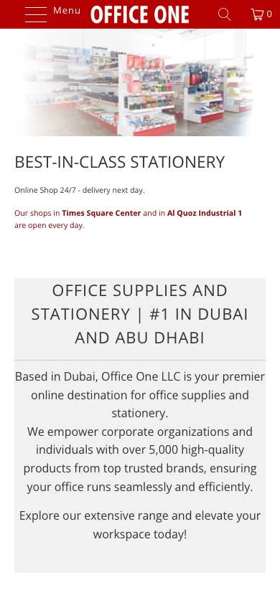 Menu
OFFICE ONE
0
BEST-IN-CLASS STATIONERY
Online Shop 24/7 - delivery next day.
Our shops in Times Square Center and in Al Quoz Industrial 1
are open every day.
OFFICE SUPPLIES AND
STATIONERY | #1 IN DUBAI
AND ABU DHABI
Based in Dubai, Office One LLC is your premier
online destination for office supplies and
stationery.
We empower corporate organizations and
individuals with over 5,000 high-quality
products from top trusted brands, ensuring
your office runs seamlessly and efficiently.
Explore our extensive range and elevate your
workspace today!